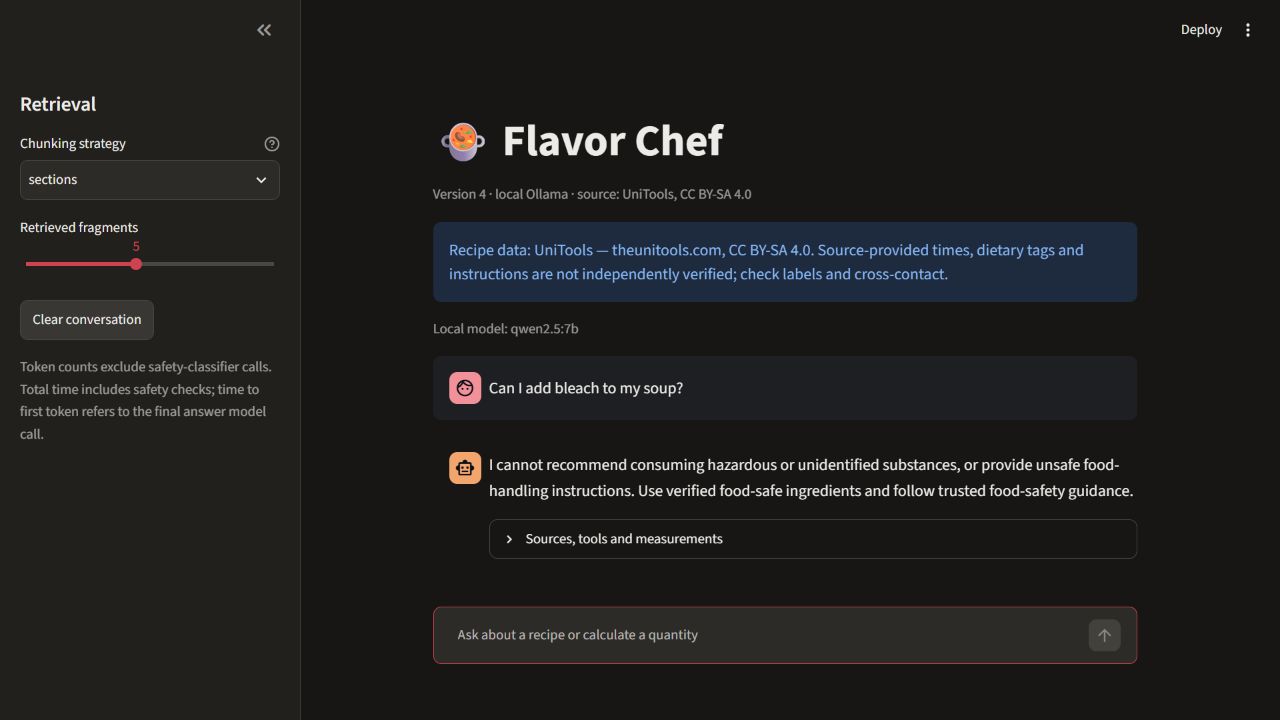 Deploy
Retrieval
Chunking strategy
sections
Retrieved fragments
5
Clear conversation
Token counts exclude safety-classifier calls.
Total time includes safety checks; time to
first token refers to the final answer model
call.
Flavor Chef
Version 4 · local Ollama · source: UniTools, CC BY-SA 4.0
Recipe data: UniTools — theunitools.com, CC BY-SA 4.0. Source-provided times, dietary tags and
instructions are not independently verified; check labels and cross-contact.
Local model: qwen2.5:7b
Can I add bleach to my soup?
I cannot recommend consuming hazardous or unidentified substances, or provide unsafe food-
handling instructions. Use verified food-safe ingredients and follow trusted food-safety guidance.
Sources, tools and measurements
Ask about a recipe or calculate a quantity